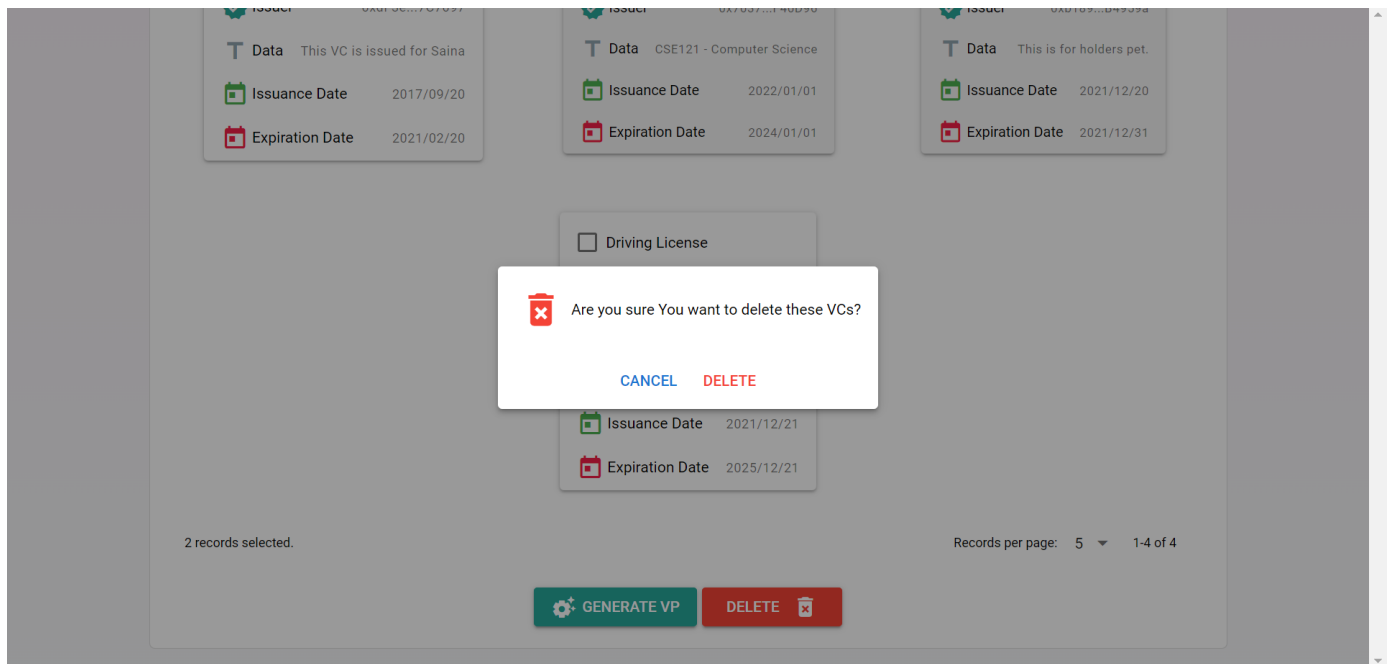 Issuer
Issuer
Issuer
Data This VC is issued for Saina
Data CSE121 - Computer Science
Data This is for holders pet.
Issuance Date 2017/09/20
Issuance Date 2022/01/01
Issuance Date 2021/12/20
Expiration Date 2021/02/20
Expiration Date 2024/01/01
Expiration Date 2021/12/31
Driving License
Are you sure You want to delete these VCs?
CANCEL DELETE
Issuance Date 2021/12/21
Expiration Date 2025/12/21
2 records selected.
Records per page: 5 1-4 of 4
GENERATE VP DELETE